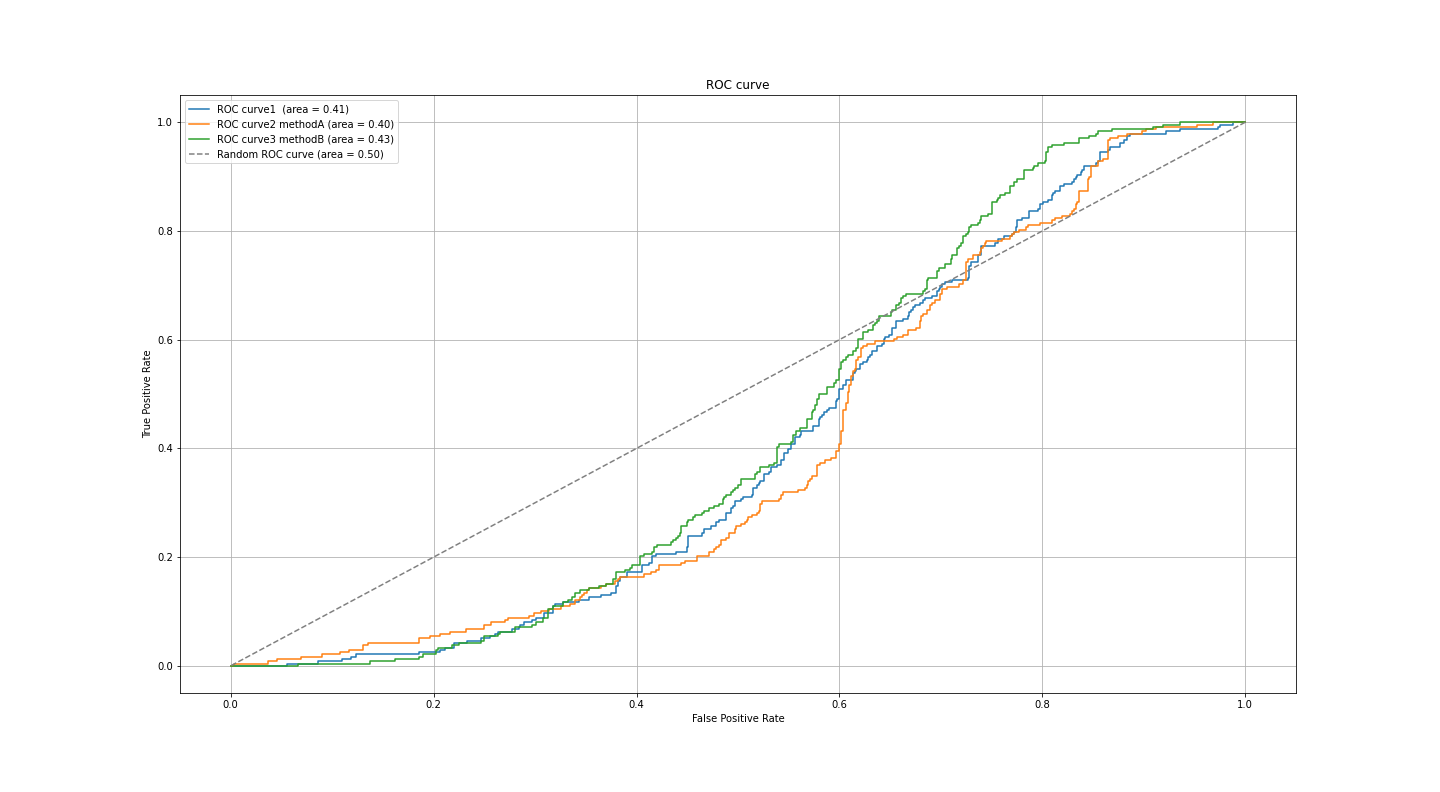 ROC curve
ROC curve1  (area = 0.41)
ROC curve2 methodA (area = 0.40)
ROC curve3 methodB (area = 0.43)
Random ROC curve (area = 0.50)
True Positive Rate
1.0
0.8
0.6
0.4
0.2
0.0
0.0 0.2 0.4 0.6 0.8 1.0
False Positive Rate